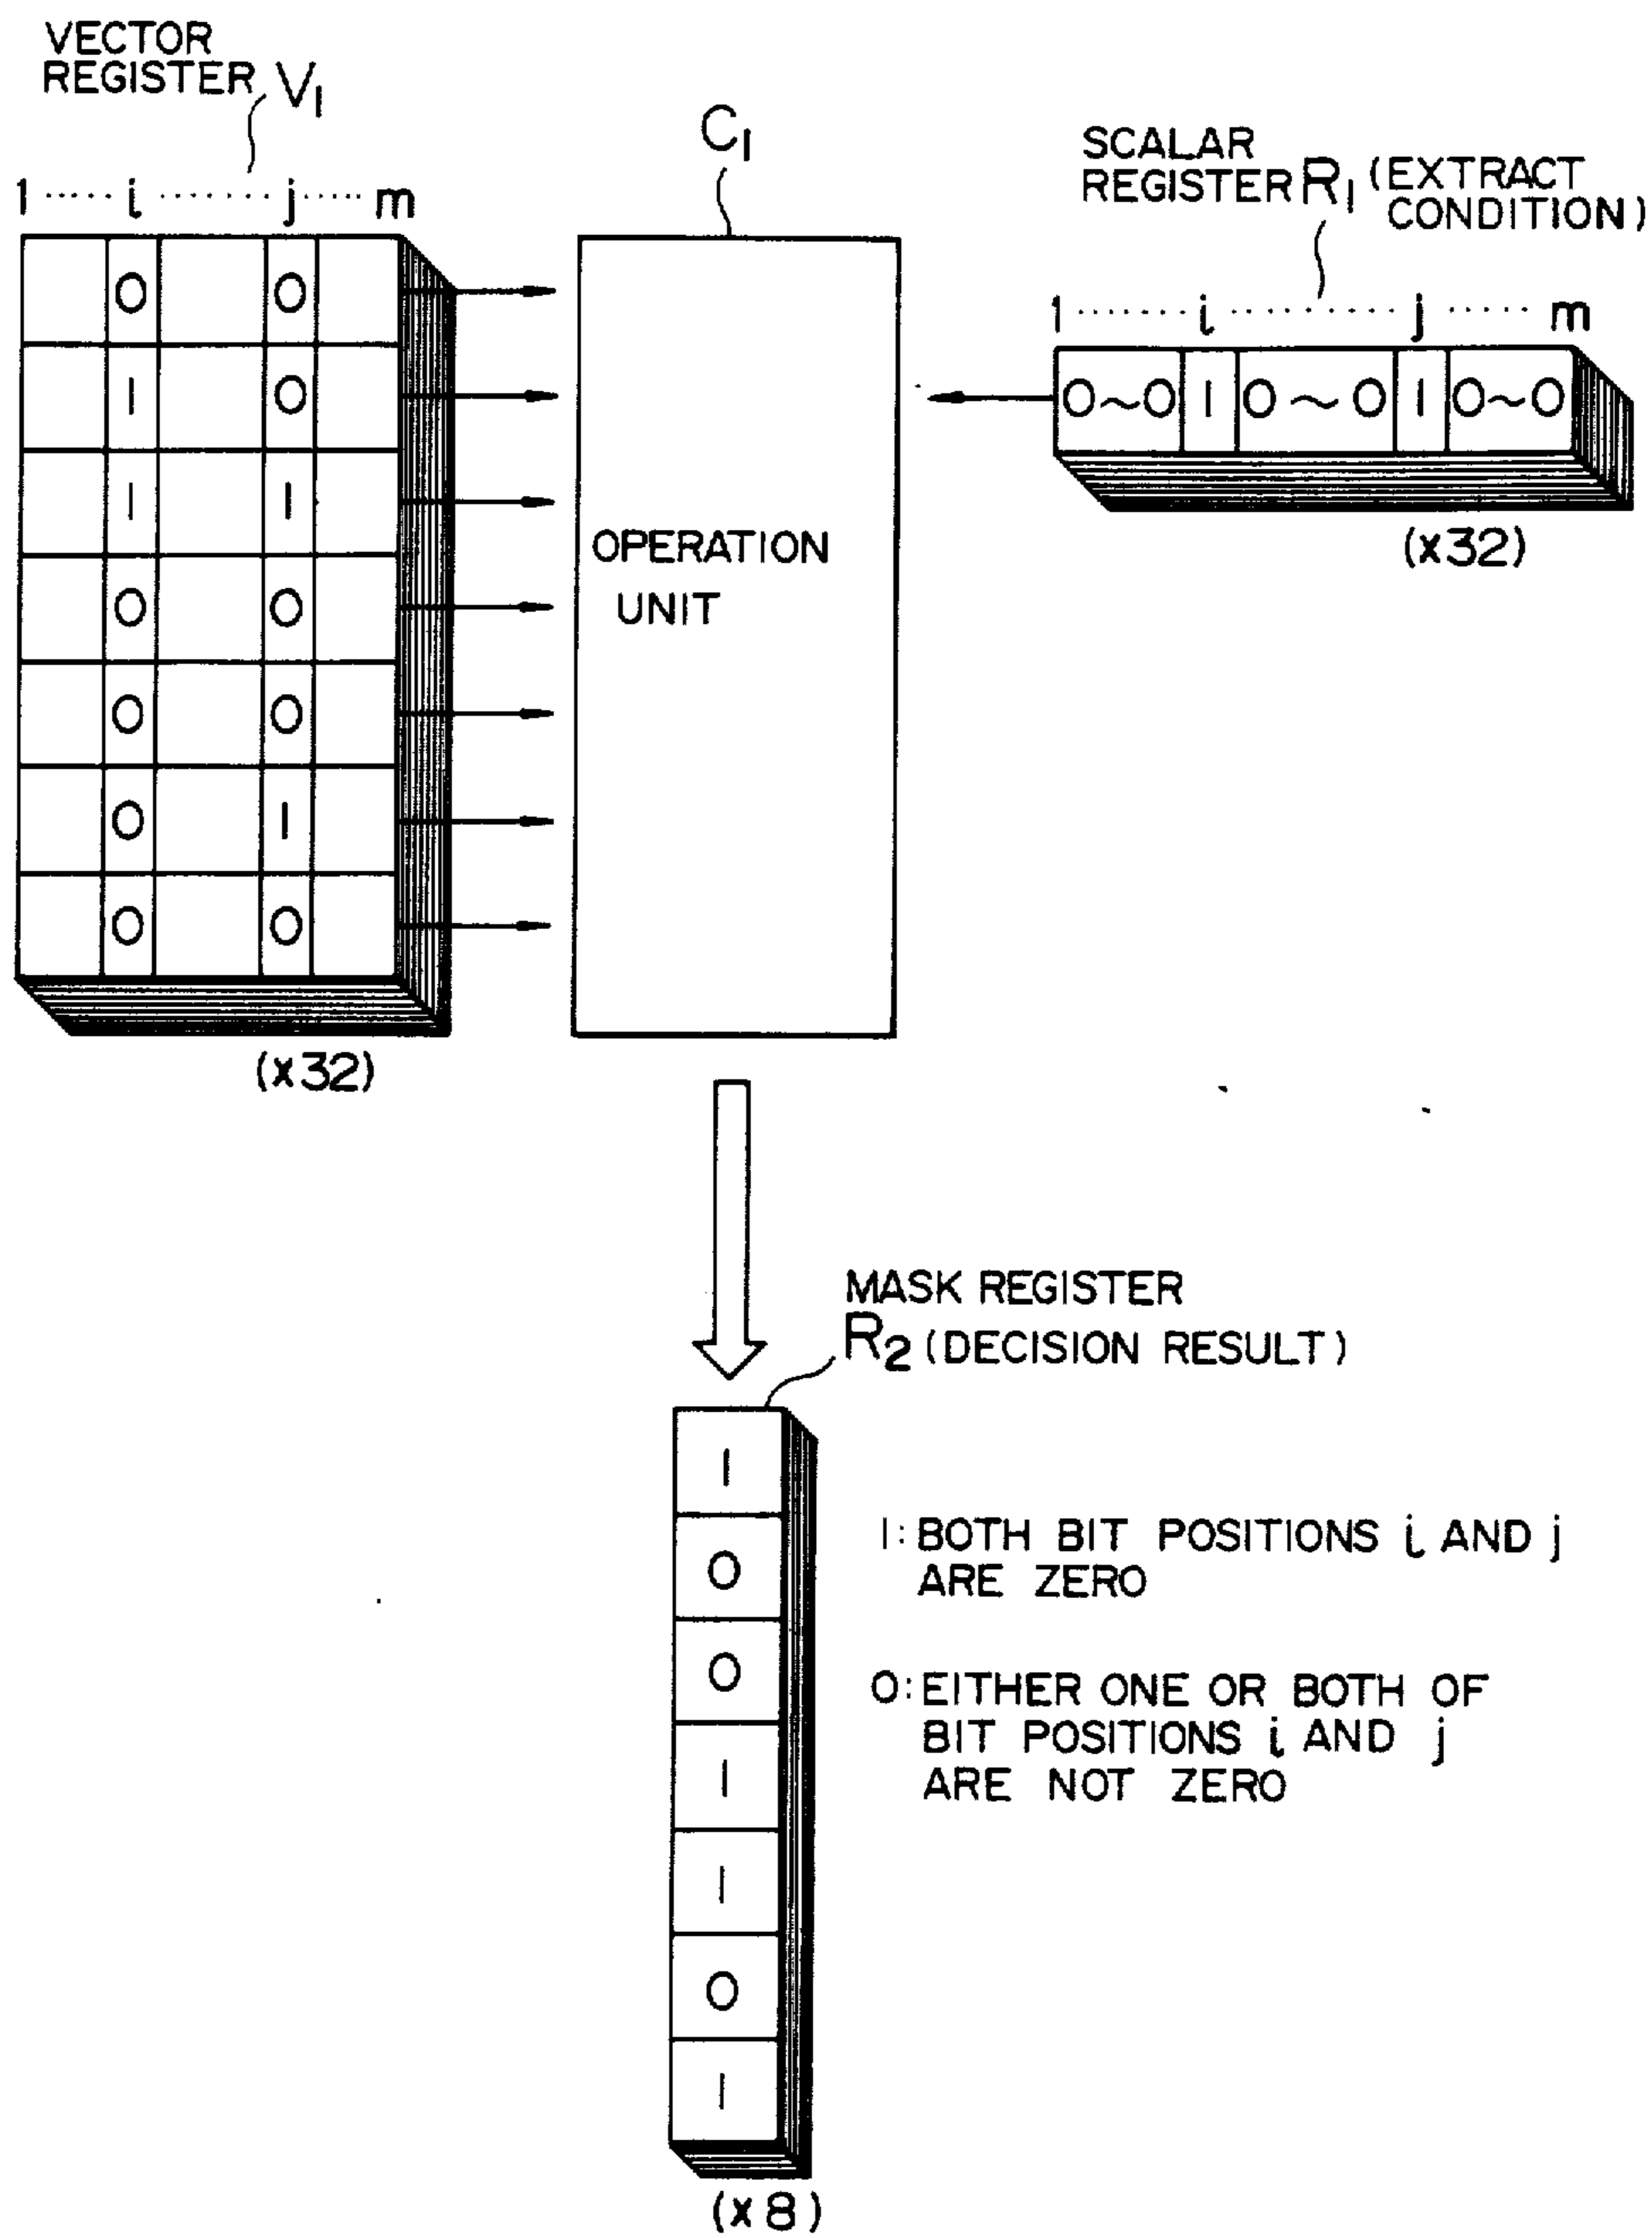 VECTOR
REGISTER V₁
1 ····· i ······· j ····· m
0 0
1 0
1 1
0 0
0 0
0 1
0 0
(x32)
C₁
OPERATION
UNIT
SCALAR
REGISTER R₁ (EXTRACT
CONDITION)
1 ······· i ·········· j ····· m
0~0 1 0~0 1 0~0
(x32)
MASK REGISTER
R₂ (DECISION RESULT)
1
0
0
1
1
0
1
(x8)
1: BOTH BIT POSITIONS i AND j
ARE ZERO
0: EITHER ONE OR BOTH OF
BIT POSITIONS i AND j
ARE NOT ZERO